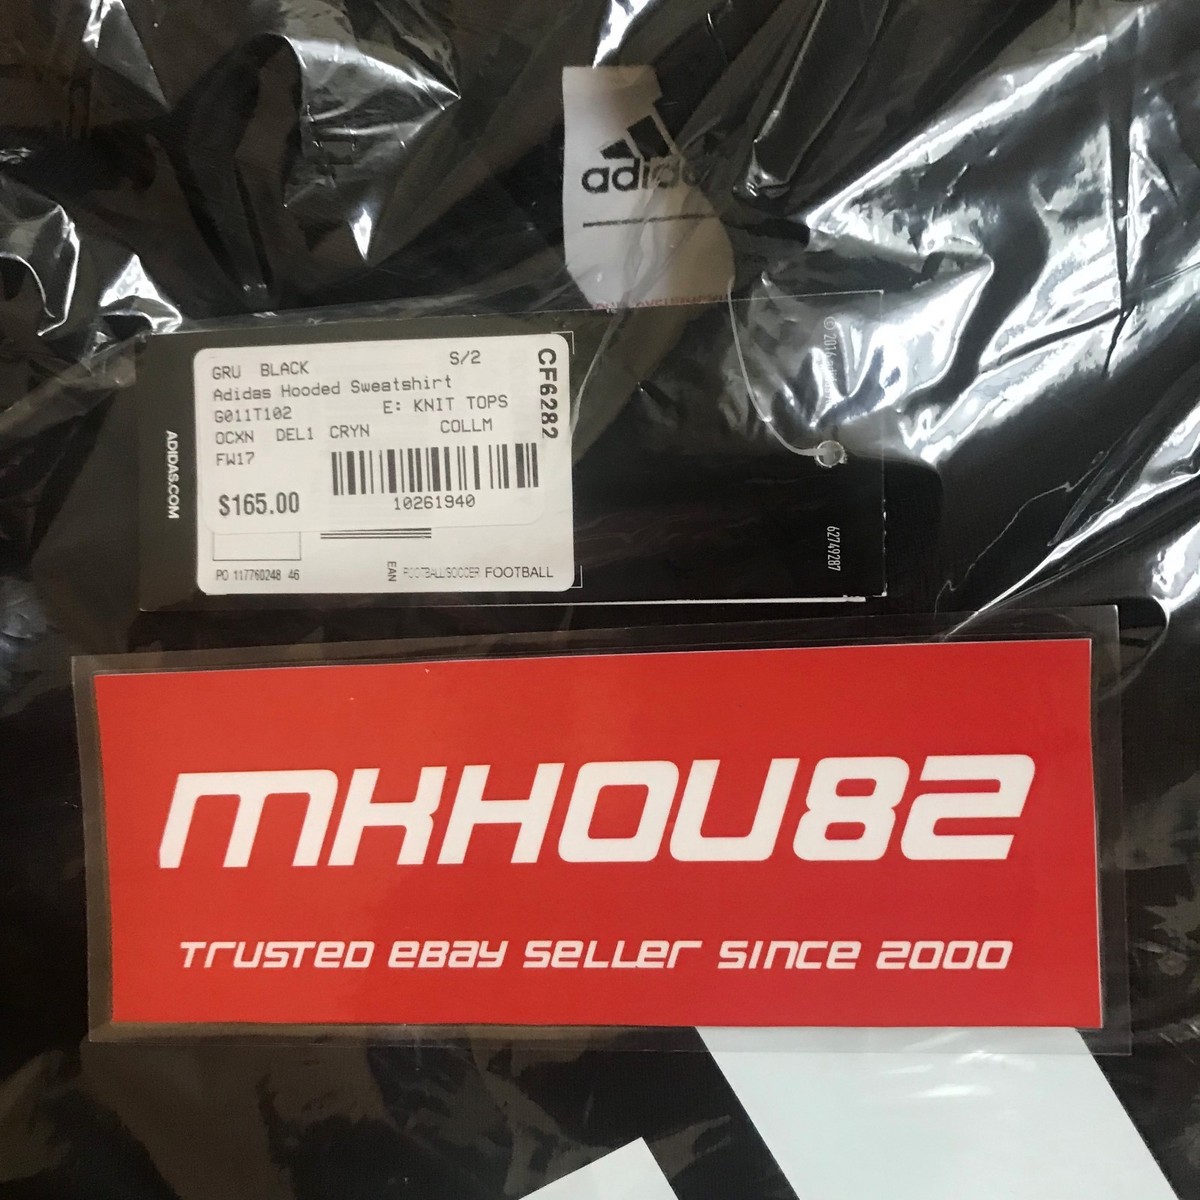 adidas
GRU BLACK S/2
Adidas Hooded Sweatshirt
G011T102 E: KNIT TOPS
OCXN DEL1 CRYN COLLM
FW17
$165.00
10261940
CF6282
PO 117760248 46
EAN
FOOTBALL/SOCCER FOOTBALL
ADIDAS.COM
62749287
MKHOU82
Trusted eBay Seller Since 2000